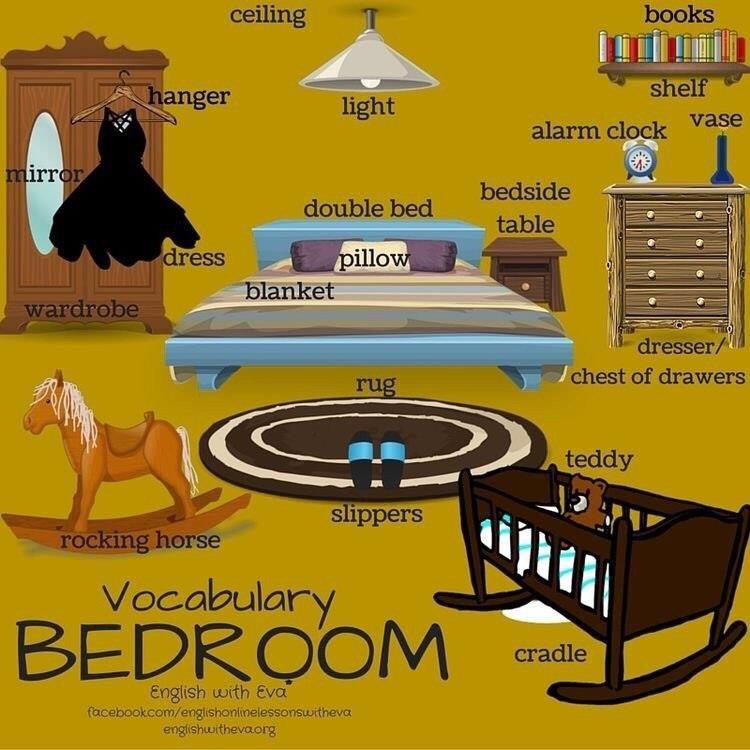 ceiling
books
light
shelf
hanger
alarm clock
vase
mirror
double bed
bedside
table
dress
pillow
blanket
wardrobe
dresser/
chest of drawers
rug
teddy
slippers
rocking horse
cradle
Vocabulary
BEDROOM
English with Eva
facebook.com/englishonlinelessonswitheva
englishwitheva.org